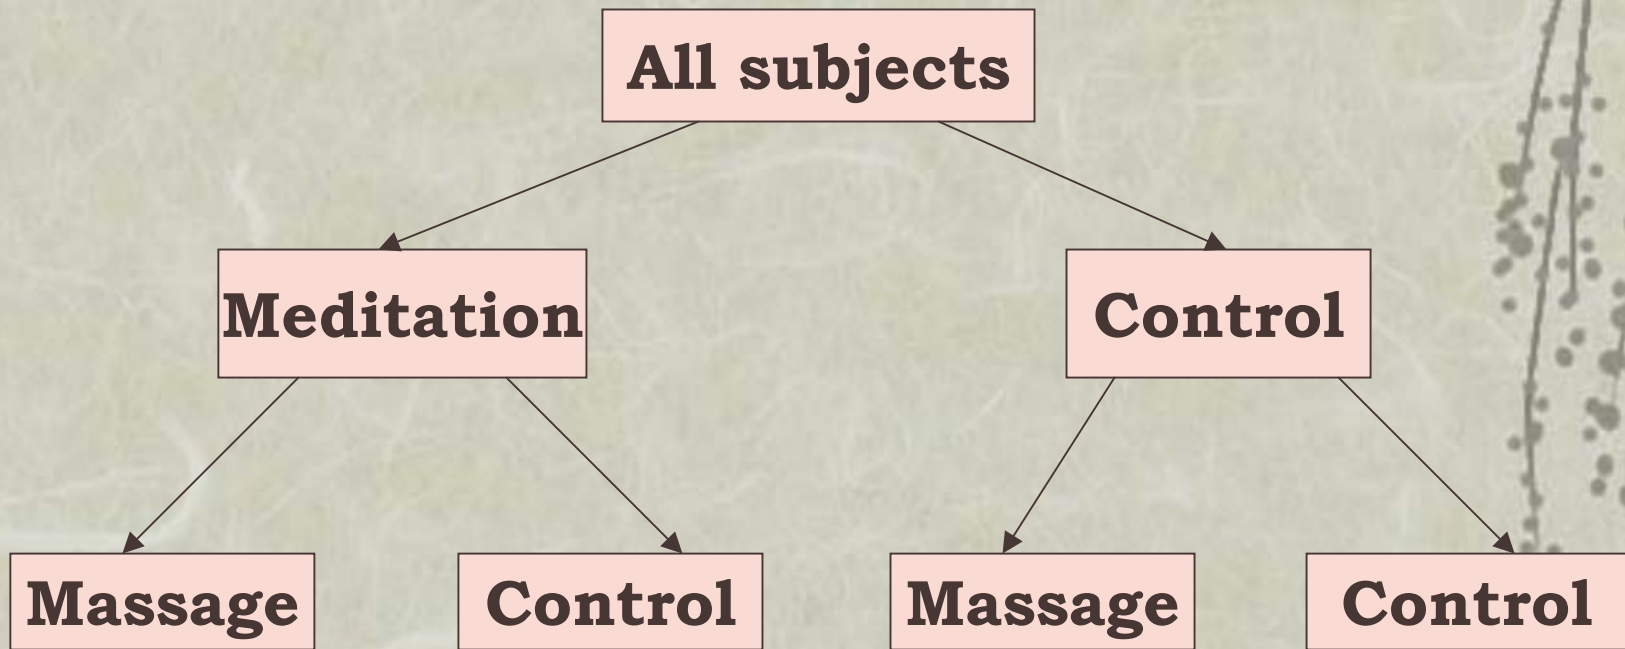 All subjects
Meditation
Control
Massage
Control
Massage
Control